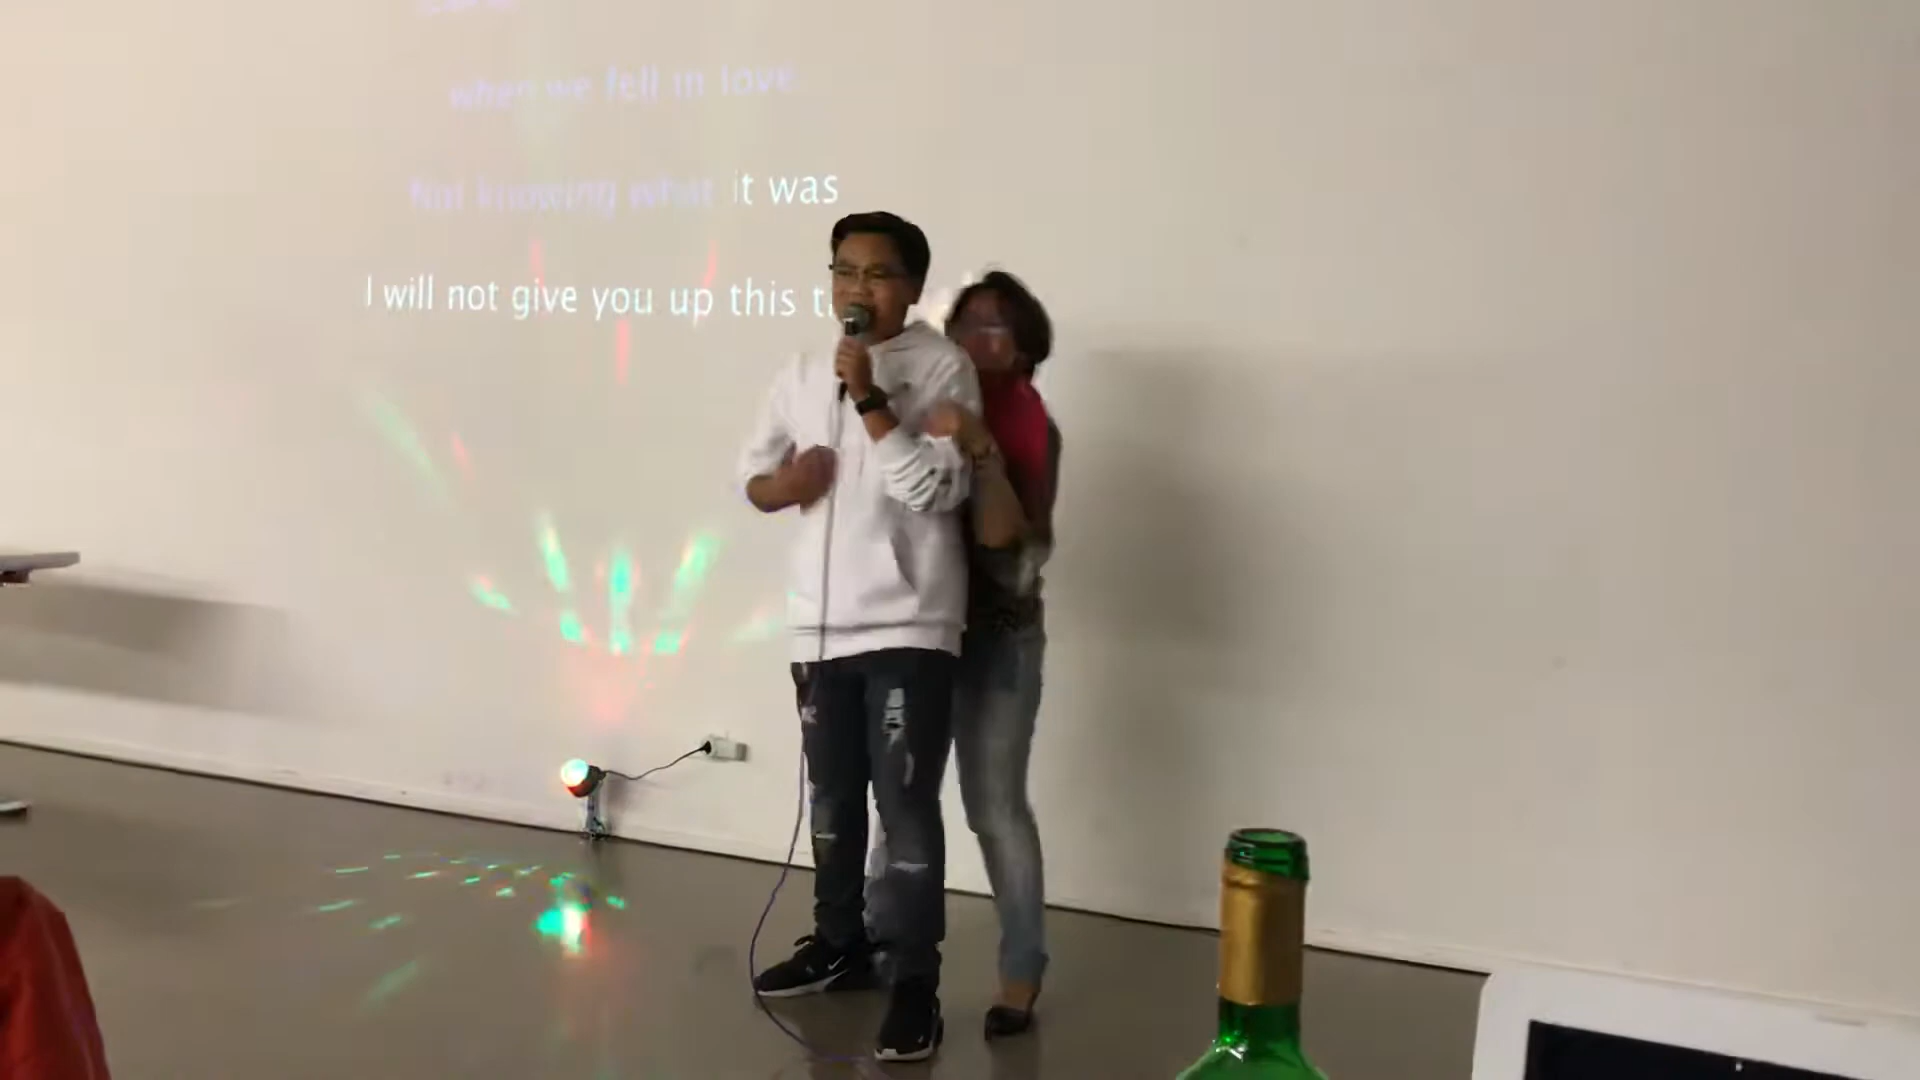 when we fell in love
Not knowing what it was
I will not give you up this t